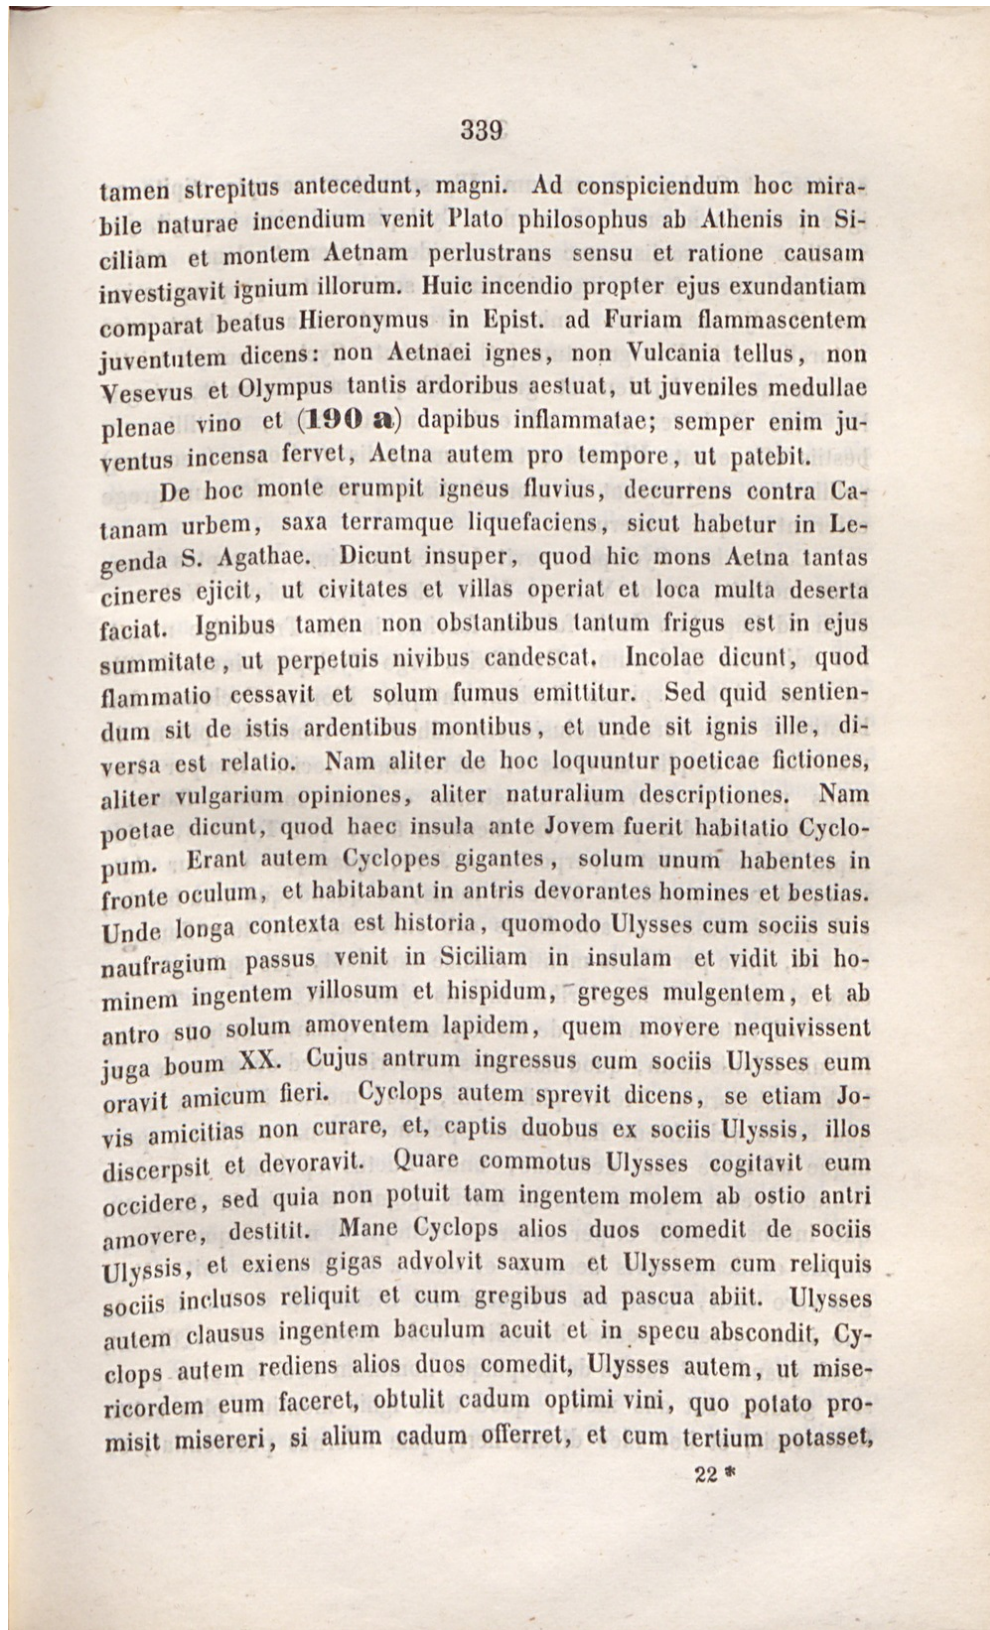 339
tamen strepitus antecedunt, magni. Ad conspiciendum hoc mira-
bile naturae incendium venit Plato philosophus ab Athenis in Si-
ciliam et montem Aetnam perlustrans sensu et ratione causam
investigavit ignium illorum. Huic incendio propter ejus exundantiam
comparat beatus Hieronymus in Epist. ad Furiam flammascentem
juventutem dicens: non Aetnaei ignes, non Vulcania tellus, non
Vesevus et Olympus tantis ardoribus aestuat, ut juveniles medullae
plenae vino et (190 a) dapibus inflammatae; semper enim ju-
ventus incensa fervet, Aetna autem pro tempore, ut patebit.
De hoc monte erumpit igneus fluvius, decurrens contra Ca-
tanam urbem, saxa terramque liquefaciens, sicut habetur in Le-
genda S. Agathae. Dicunt insuper, quod hic mons Aetna tantas
cineres ejicit, ut civitates et villas operiat et loca multa deserta
faciat. Ignibus tamen non obstantibus tantum frigus est in ejus
summitate, ut perpetuis nivibus candescat. Incolae dicunt, quod
flammatio cessavit et solum fumus emittitur. Sed quid sentien-
dum sit de istis ardentibus montibus, et unde sit ignis ille, di-
versa est relatio. Nam aliter de hoc loquuntur poeticae fictiones,
aliter vulgarium opiniones, aliter naturalium descriptiones. Nam
poetae dicunt, quod haec insula ante Jovem fuerit habitatio Cyclo-
pum. Erant autem Cyclopes gigantes, solum unum habentes in
fronte oculum, et habitabant in antris devorantes homines et bestias.
Unde longa contexta est historia, quomodo Ulysses cum sociis suis
naufragium passus venit in Siciliam in insulam et vidit ibi ho-
minem ingentem villosum et hispidum, greges mulgentem, et ab
antro suo solum amoventem lapidem, quem movere nequivissent
juga boum XX. Cujus antrum ingressus cum sociis Ulysses eum
oravit amicum fieri. Cyclops autem sprevit dicens, se etiam Jo-
vis amicitias non curare, et, captis duobus ex sociis Ulyssis, illos
discerpsit et devoravit. Quare commotus Ulysses cogitavit eum
occidere, sed quia non potuit tam ingentem molem ab ostio antri
amovere, destitit. Mane Cyclops alios duos comedit de sociis
Ulyssis, et exiens gigas advolvit saxum et Ulyssem cum reliquis
sociis inclusos reliquit et cum gregibus ad pascua abiit. Ulysses
autem clausus ingentem baculum acuit et in specu abscondit, Cy-
clops autem rediens alios duos comedit, Ulysses autem, ut mise-
ricordem eum faceret, obtulit cadum optimi vini, quo potato pro-
misit misereri, si alium cadum offerret, et cum tertium potasset,
22 *